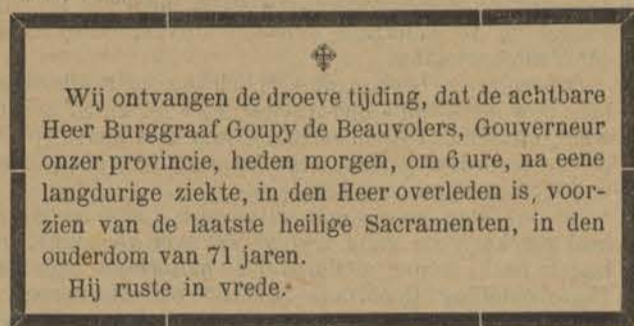 Wij ontvangen de droeve tijding, dat de achtbare
Heer Burggraaf Goupy de Beauvolers, Gouverneur
onzer provincie, heden morgen, om 6 ure, na eene
langdurige ziekte, in den Heer overleden is, voor-
zien van de laatste heilige Sacramenten, in den
ouderdom van 71 jaren.
Hij ruste in vrede.